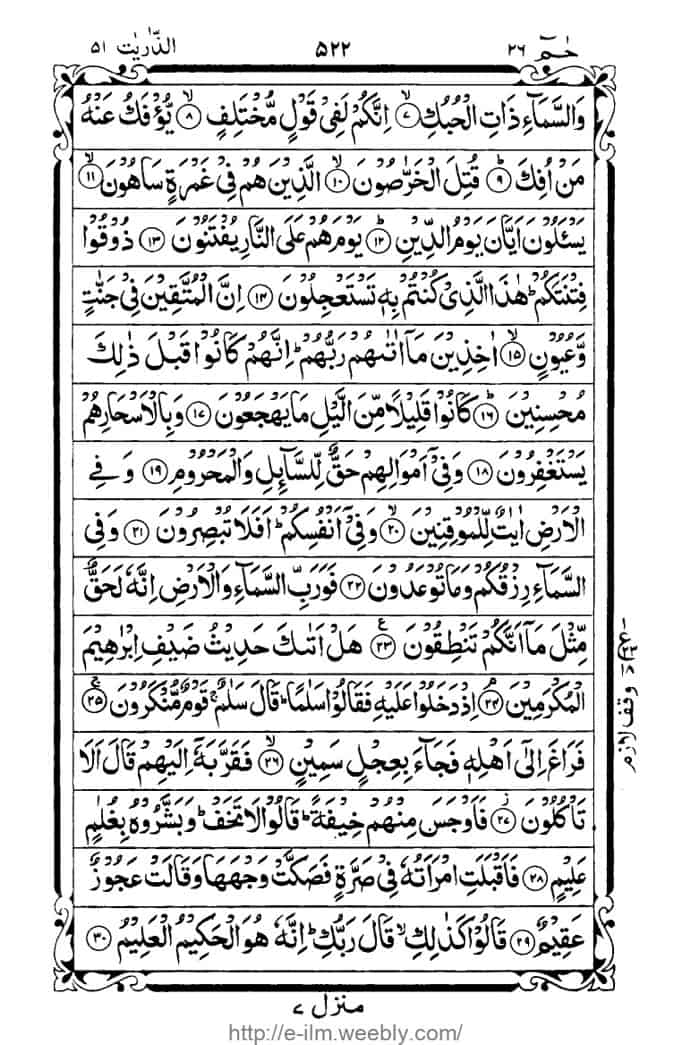 حٰمٓ ٢٦ ٥٢٢ الذّٰرِيٰت ٥١
وَالسَّمَآءِ ذَاتِ الْحُبُكِ ۙ﴿٧﴾ اِنَّكُمْ لَفِيْ قَوْلٍ مُّخْتَلِفٍ ۙ﴿٨﴾ يُّؤْفَكُ عَنْهُ
مَنْ اُفِكَ ؕ﴿٩﴾ قُتِلَ الْخَرّٰصُوْنَ ۙ﴿١٠﴾ الَّذِيْنَ هُمْ فِيْ غَمْرَةٍ سَاهُوْنَ ۙ﴿١١﴾
يَسْـَٔلُوْنَ اَيَّانَ يَوْمُ الدِّيْنِ ؕ﴿١٢﴾ يَوْمَ هُمْ عَلَى النَّارِ يُفْتَنُوْنَ ﴿١٣﴾ ذُوْقُوْا
فِتْنَتَكُمْ ؕ هٰذَا الَّذِيْ كُنْتُمْ بِهٖ تَسْتَعْجِلُوْنَ ﴿١٤﴾ اِنَّ الْمُتَّقِيْنَ فِيْ جَنّٰتٍ
وَّعُيُوْنٍ ۙ﴿١٥﴾ اٰخِذِيْنَ مَاۤ اٰتٰىهُمْ رَبُّهُمْ ؕ اِنَّهُمْ كَانُوْا قَبْلَ ذٰلِكَ
مُحْسِنِيْنَ ؕ﴿١٦﴾ كَانُوْا قَلِيْلًا مِّنَ الَّيْلِ مَا يَهْجَعُوْنَ ﴿١٧﴾ وَبِالْاَسْحَارِ هُمْ
يَسْتَغْفِرُوْنَ ﴿١٨﴾ وَفِيْۤ اَمْوَالِهِمْ حَقٌّ لِّلسَّآئِلِ وَالْمَحْرُوْمِ ﴿١٩﴾ وَفِي
الْاَرْضِ اٰيٰتٌ لِّلْمُوْقِنِيْنَ ۙ﴿٢٠﴾ وَفِيْۤ اَنْفُسِكُمْ ؕ اَفَلَا تُبْصِرُوْنَ ﴿٢١﴾ وَفِي
السَّمَآءِ رِزْقُكُمْ وَمَا تُوْعَدُوْنَ ﴿٢٢﴾ فَوَرَبِّ السَّمَآءِ وَالْاَرْضِ اِنَّهٗ لَحَقٌّ
مِّثْلَ مَاۤ اَنَّكُمْ تَنْطِقُوْنَ ﴿٢٣﴾ هَلْ اَتٰىكَ حَدِيْثُ ضَيْفِ اِبْرٰهِيْمَ
الْمُكْرَمِيْنَ ۘ﴿٢٤﴾ اِذْ دَخَلُوْا عَلَيْهِ فَقَالُوْا سَلٰمًا ؕ قَالَ سَلٰمٌ ۚ قَوْمٌ مُّنْكَرُوْنَ ۚ﴿٢٥﴾
فَرَاغَ اِلٰۤى اَهْلِهٖ فَجَآءَ بِعِجْلٍ سَمِيْنٍ ۙ﴿٢٦﴾ فَقَرَّبَهٗۤ اِلَيْهِمْ قَالَ اَلَا
تَاْكُلُوْنَ ۫﴿٢٧﴾ فَاَوْجَسَ مِنْهُمْ خِيْفَةً ؕ قَالُوْا لَا تَخَفْ ؕ وَبَشَّرُوْهُ بِغُلٰمٍ
عَلِيْمٍ ﴿٢٨﴾ فَاَقْبَلَتِ امْرَاَتُهٗ فِيْ صَرَّةٍ فَصَكَّتْ وَجْهَهَا وَقَالَتْ عَجُوْزٌ
عَقِيْمٌ ﴿٢٩﴾ قَالُوْا كَذٰلِكِ ۙ قَالَ رَبُّكِ ؕ اِنَّهٗ هُوَ الْحَكِيْمُ الْعَلِيْمُ ﴿٣٠﴾
وقف لازم
منزل ٧
http://e-ilm.weebly.com/